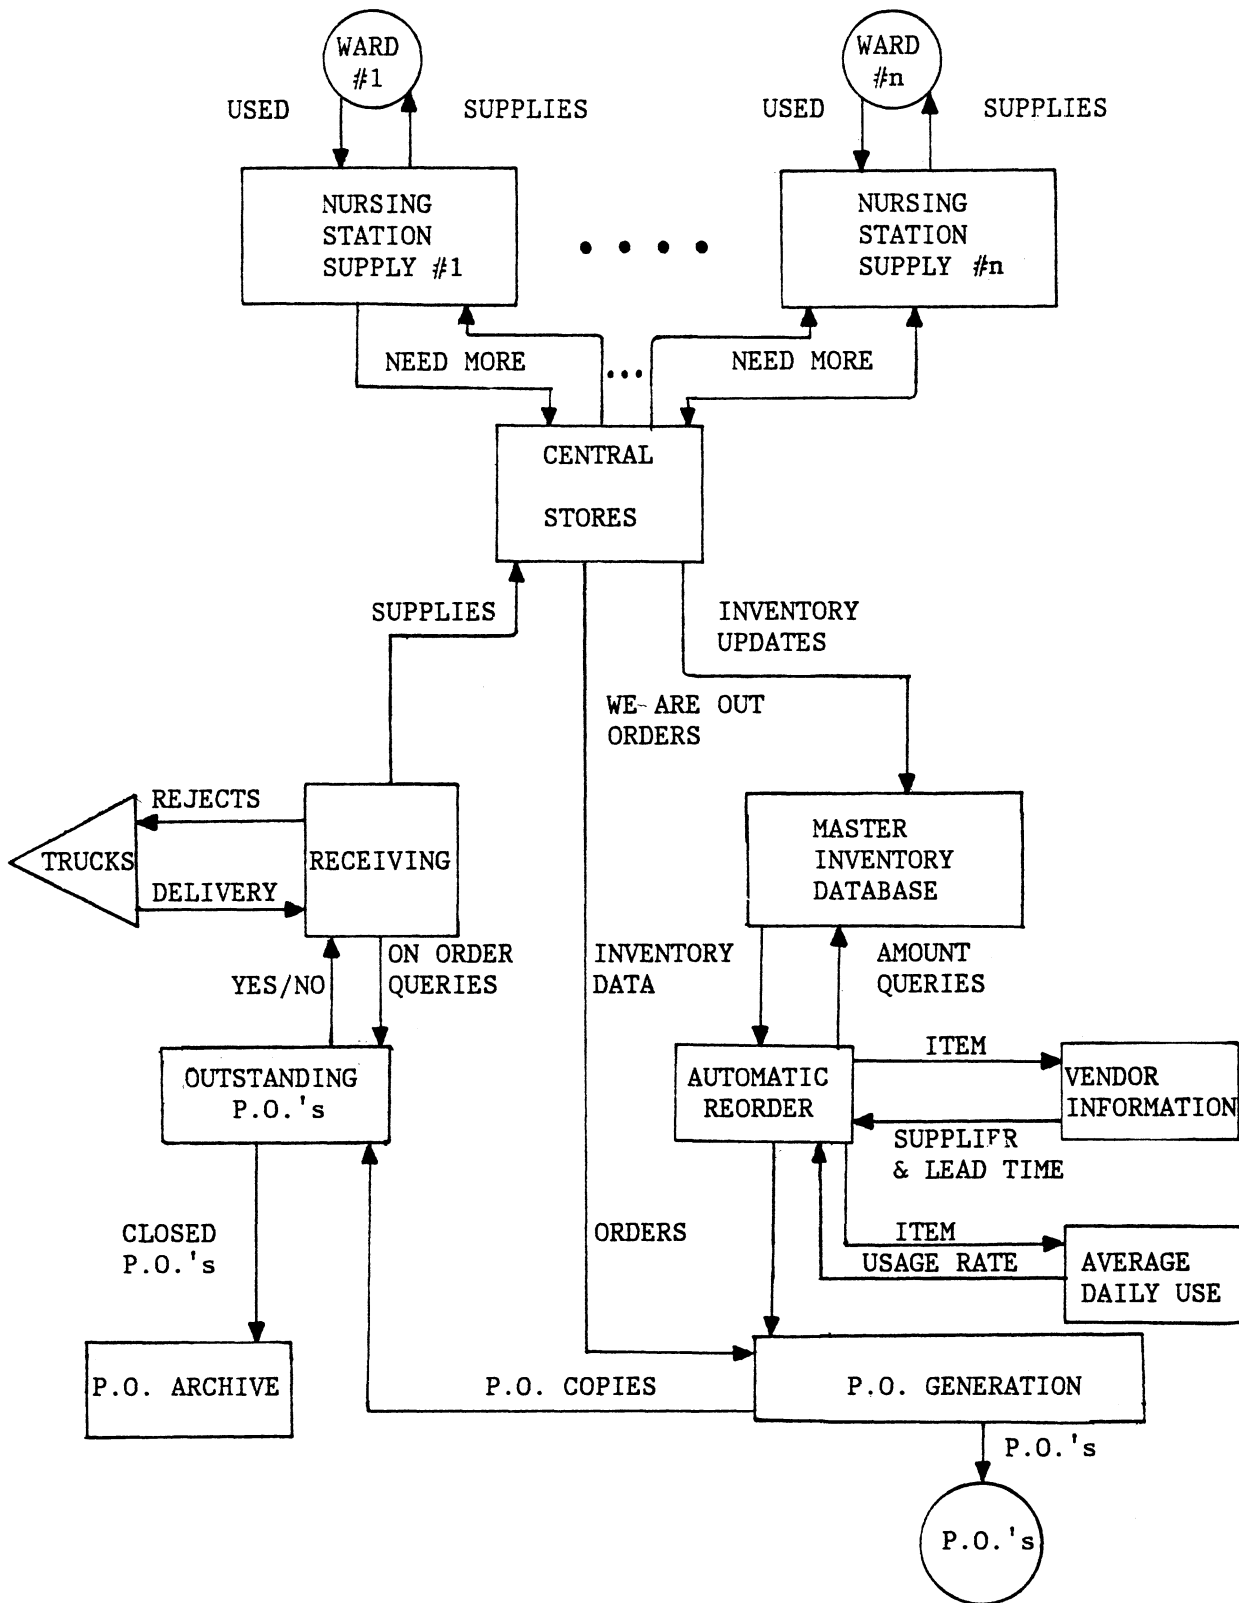 WARD
#1
WARD
#n
USED
SUPPLIES
USED
SUPPLIES
NURSING
STATION
SUPPLY #1
NURSING
STATION
SUPPLY #n
NEED MORE
NEED MORE
CENTRAL
STORES
SUPPLIES
INVENTORY
UPDATES
WE-ARE OUT
ORDERS
REJECTS
TRUCKS
DELIVERY
RECEIVING
MASTER
INVENTORY
DATABASE
YES/NO
ON ORDER
QUERIES
INVENTORY
DATA
AMOUNT
QUERIES
OUTSTANDING
P.O.'s
AUTOMATIC
REORDER
ITEM
VENDOR
INFORMATION
SUPPLIER
& LEAD TIME
CLOSED
P.O.'s
ORDERS
ITEM
USAGE RATE
AVERAGE
DAILY USE
P.O. ARCHIVE
P.O. COPIES
P.O. GENERATION
P.O.'s
P.O.'s